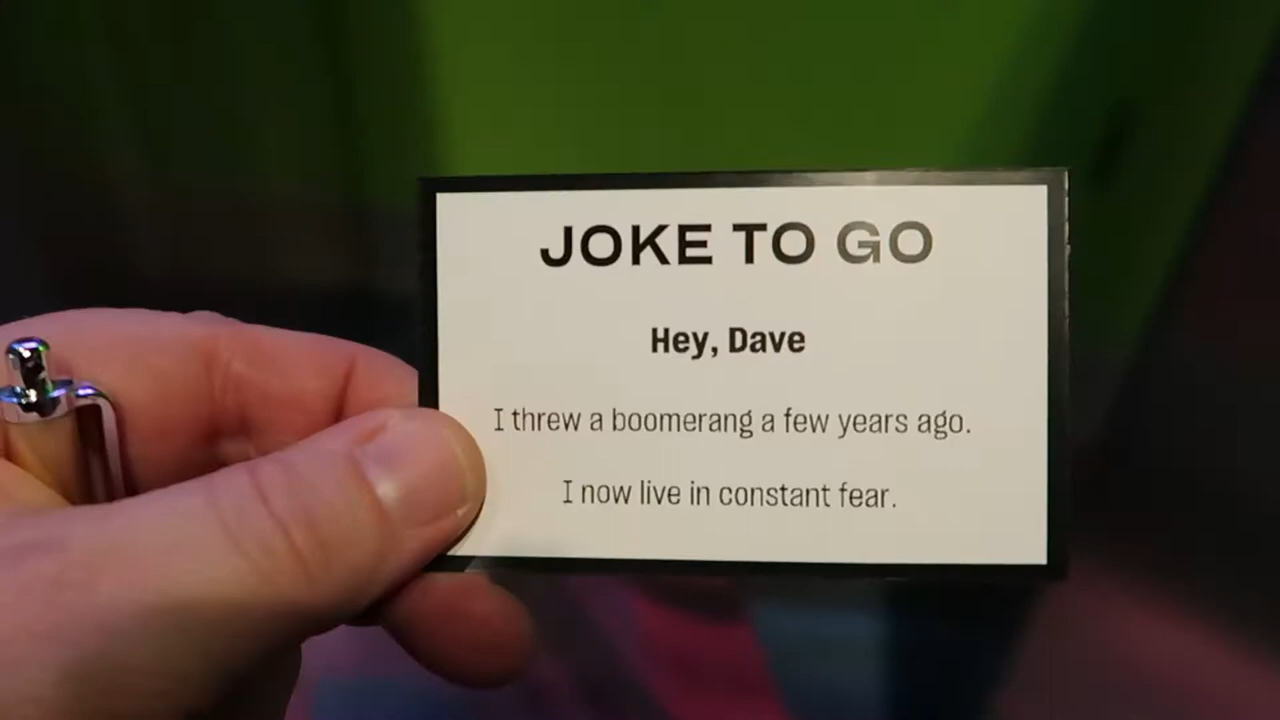 JOKE TO GO
Hey, Dave
I threw a boomerang a few years ago.
I now live in constant fear.